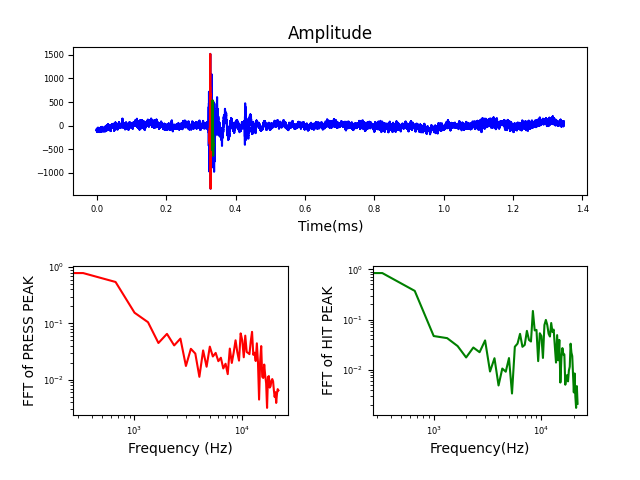 Amplitude
1500
1000
500
0
−500
−1000
0.0 0.2 0.4 0.6 0.8 1.0 1.2 1.4
Time(ms)
FFT of PRESS PEAK
10⁰
10⁻¹
10⁻²
10³ 10⁴
Frequency (Hz)
FFT of HIT PEAK
10⁰
10⁻¹
10⁻²
10³ 10⁴
Frequency(Hz)